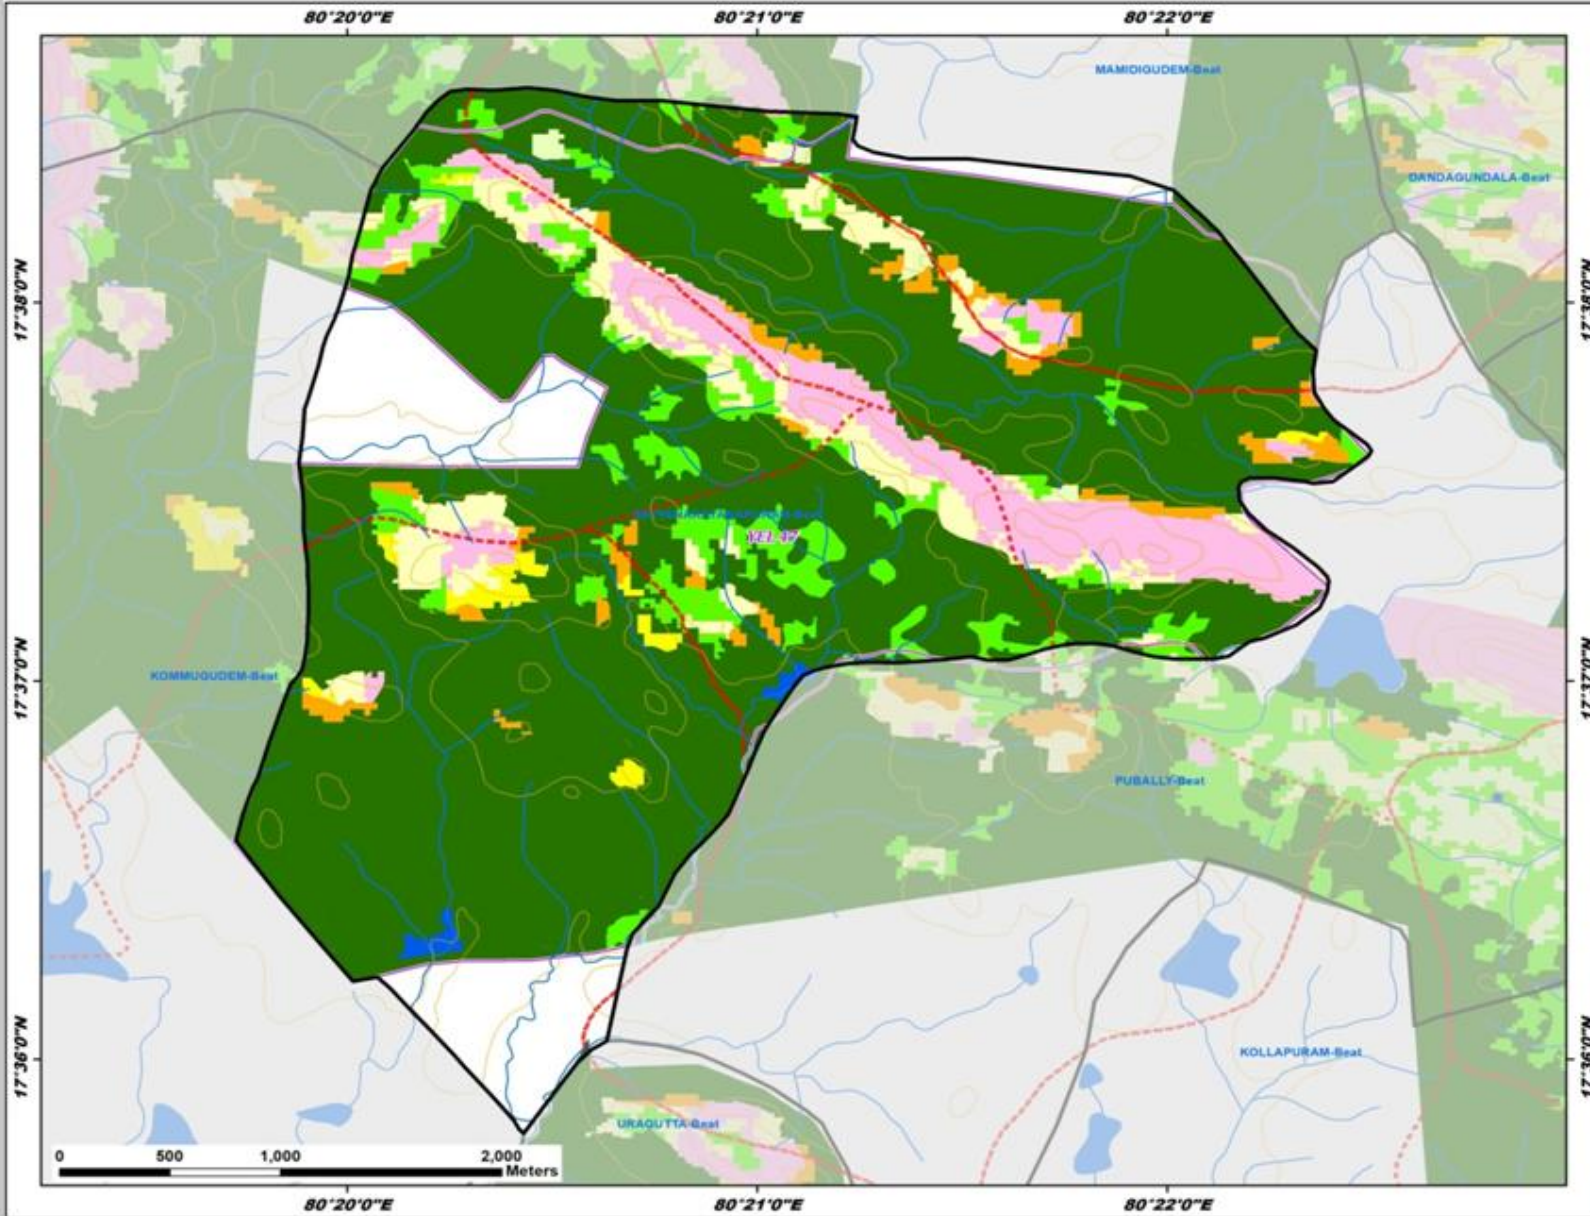 80°20'0"E 80°21'0"E 80°22'0"E
MAMIDIGUDEM-Beat
DANDAGUNDALA-Beat
17°38'0"N 17°38'0"N
YEL 47
KOMMUGUDEM-Beat
17°37'0"N 17°37'0"N
PUBALLY-Beat
17°36'0"N 17°36'0"N
KOLLAPURAM-Beat
URAGUTTA-Beat
0 500 1,000 2,000
Meters
80°20'0"E 80°21'0"E 80°22'0"E